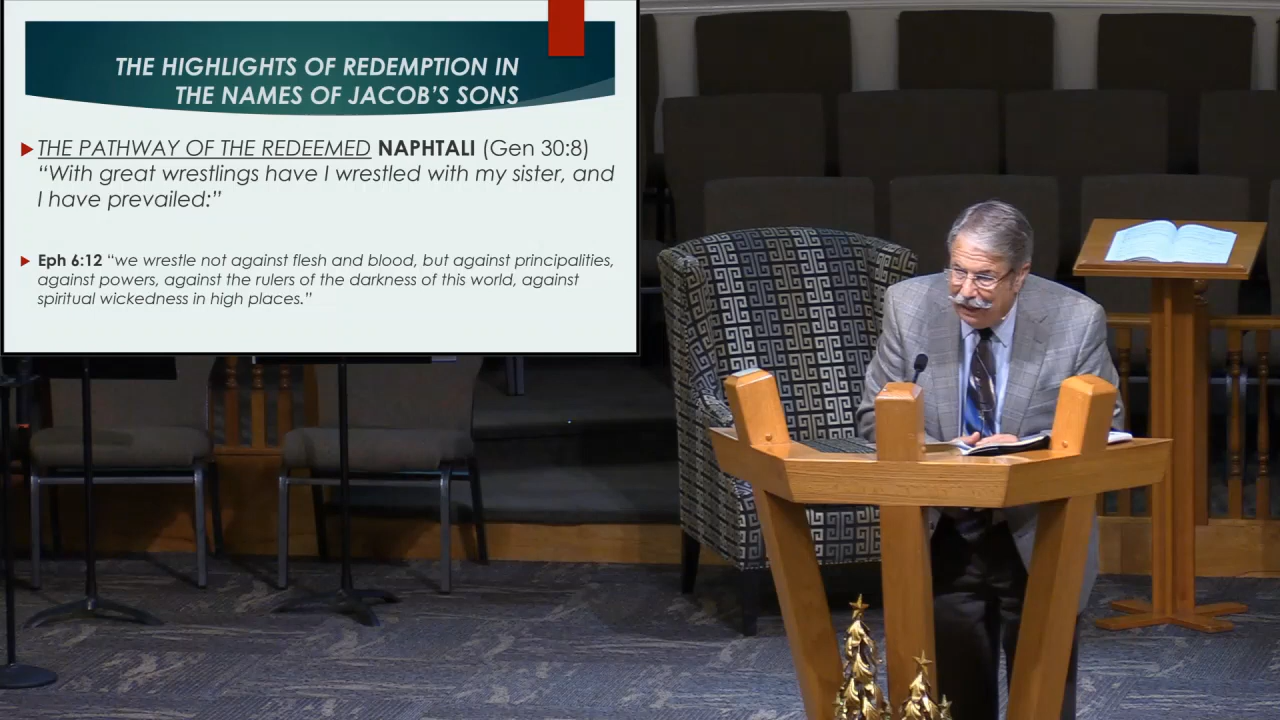 THE HIGHLIGHTS OF REDEMPTION IN
THE NAMES OF JACOB'S SONS
THE PATHWAY OF THE REDEEMED NAPHTALI (Gen 30:8)
“With great wrestlings have I wrestled with my sister, and
I have prevailed:”
Eph 6:12 “we wrestle not against flesh and blood, but against principalities,
against powers, against the rulers of the darkness of this world, against
spiritual wickedness in high places.”